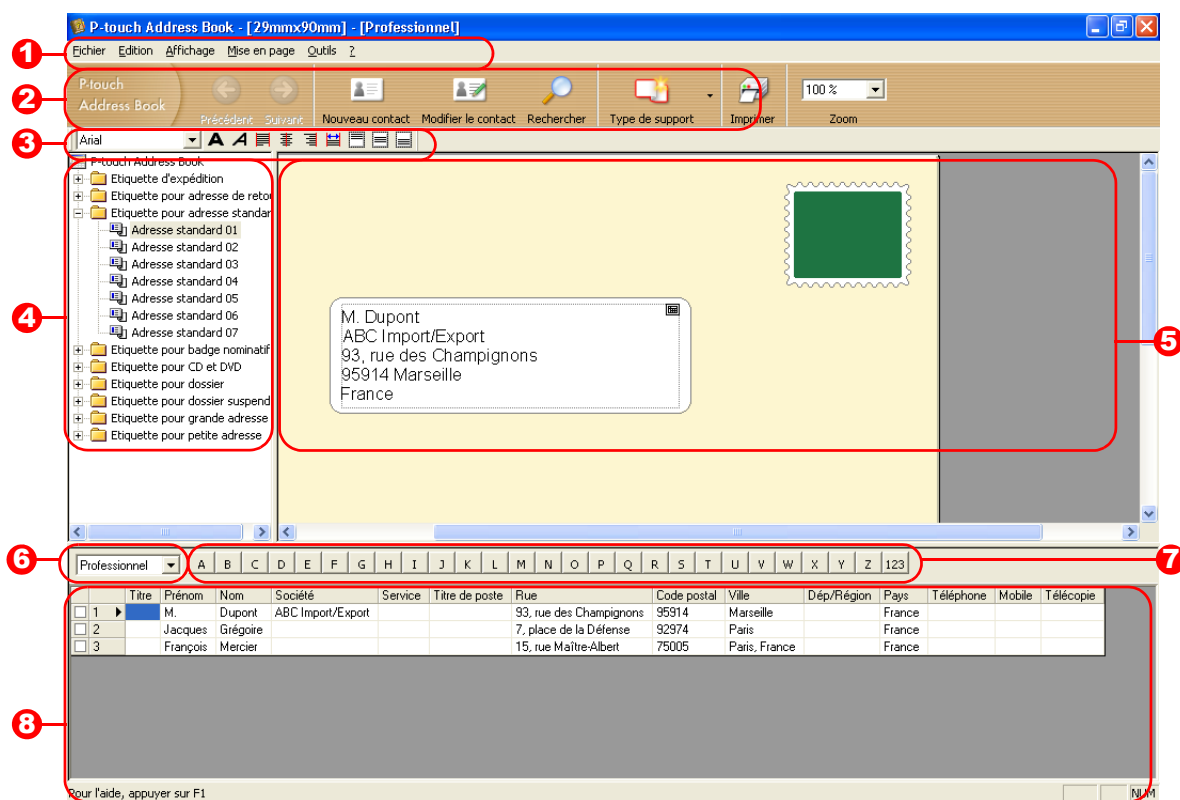 P-touch Address Book - [29mmx90mm] - [Professionnel]
1
Fichier Edition Affichage Mise en page Outils ?
2
P-touch
Address Book
Précédent Suivant Nouveau contact Modifier le contact Rechercher Type de support Imprimer 100 % Zoom
3
Arial A A
P-touch Address Book
Etiquette d'expédition
Etiquette pour adresse de retou
Etiquette pour adresse standar
Adresse standard 01
Adresse standard 02
Adresse standard 03
Adresse standard 04
Adresse standard 05
Adresse standard 06
Adresse standard 07
Etiquette pour badge nominatif
Etiquette pour CD et DVD
Etiquette pour dossier
Etiquette pour dossier suspend
Etiquette pour grande adresse
Etiquette pour petite adresse
4
M. Dupont
ABC Import/Export
93, rue des Champignons
95914 Marseille
France
5
6
Professionnel
A B C D E F G H I J K L M N O P Q R S T U V W X Y Z 123
7
Titre Prénom Nom Société Service Titre de poste Rue Code postal Ville Dép/Région Pays Téléphone Mobile Télécopie
1 M. Dupont ABC Import/Export 93, rue des Champignons 95914 Marseille France
2 Jacques Grégoire 7, place de la Défense 92974 Paris France
3 François Mercier 15, rue Maître-Albert 75005 Paris, France France
8
Pour l'aide, appuyer sur F1
NUM